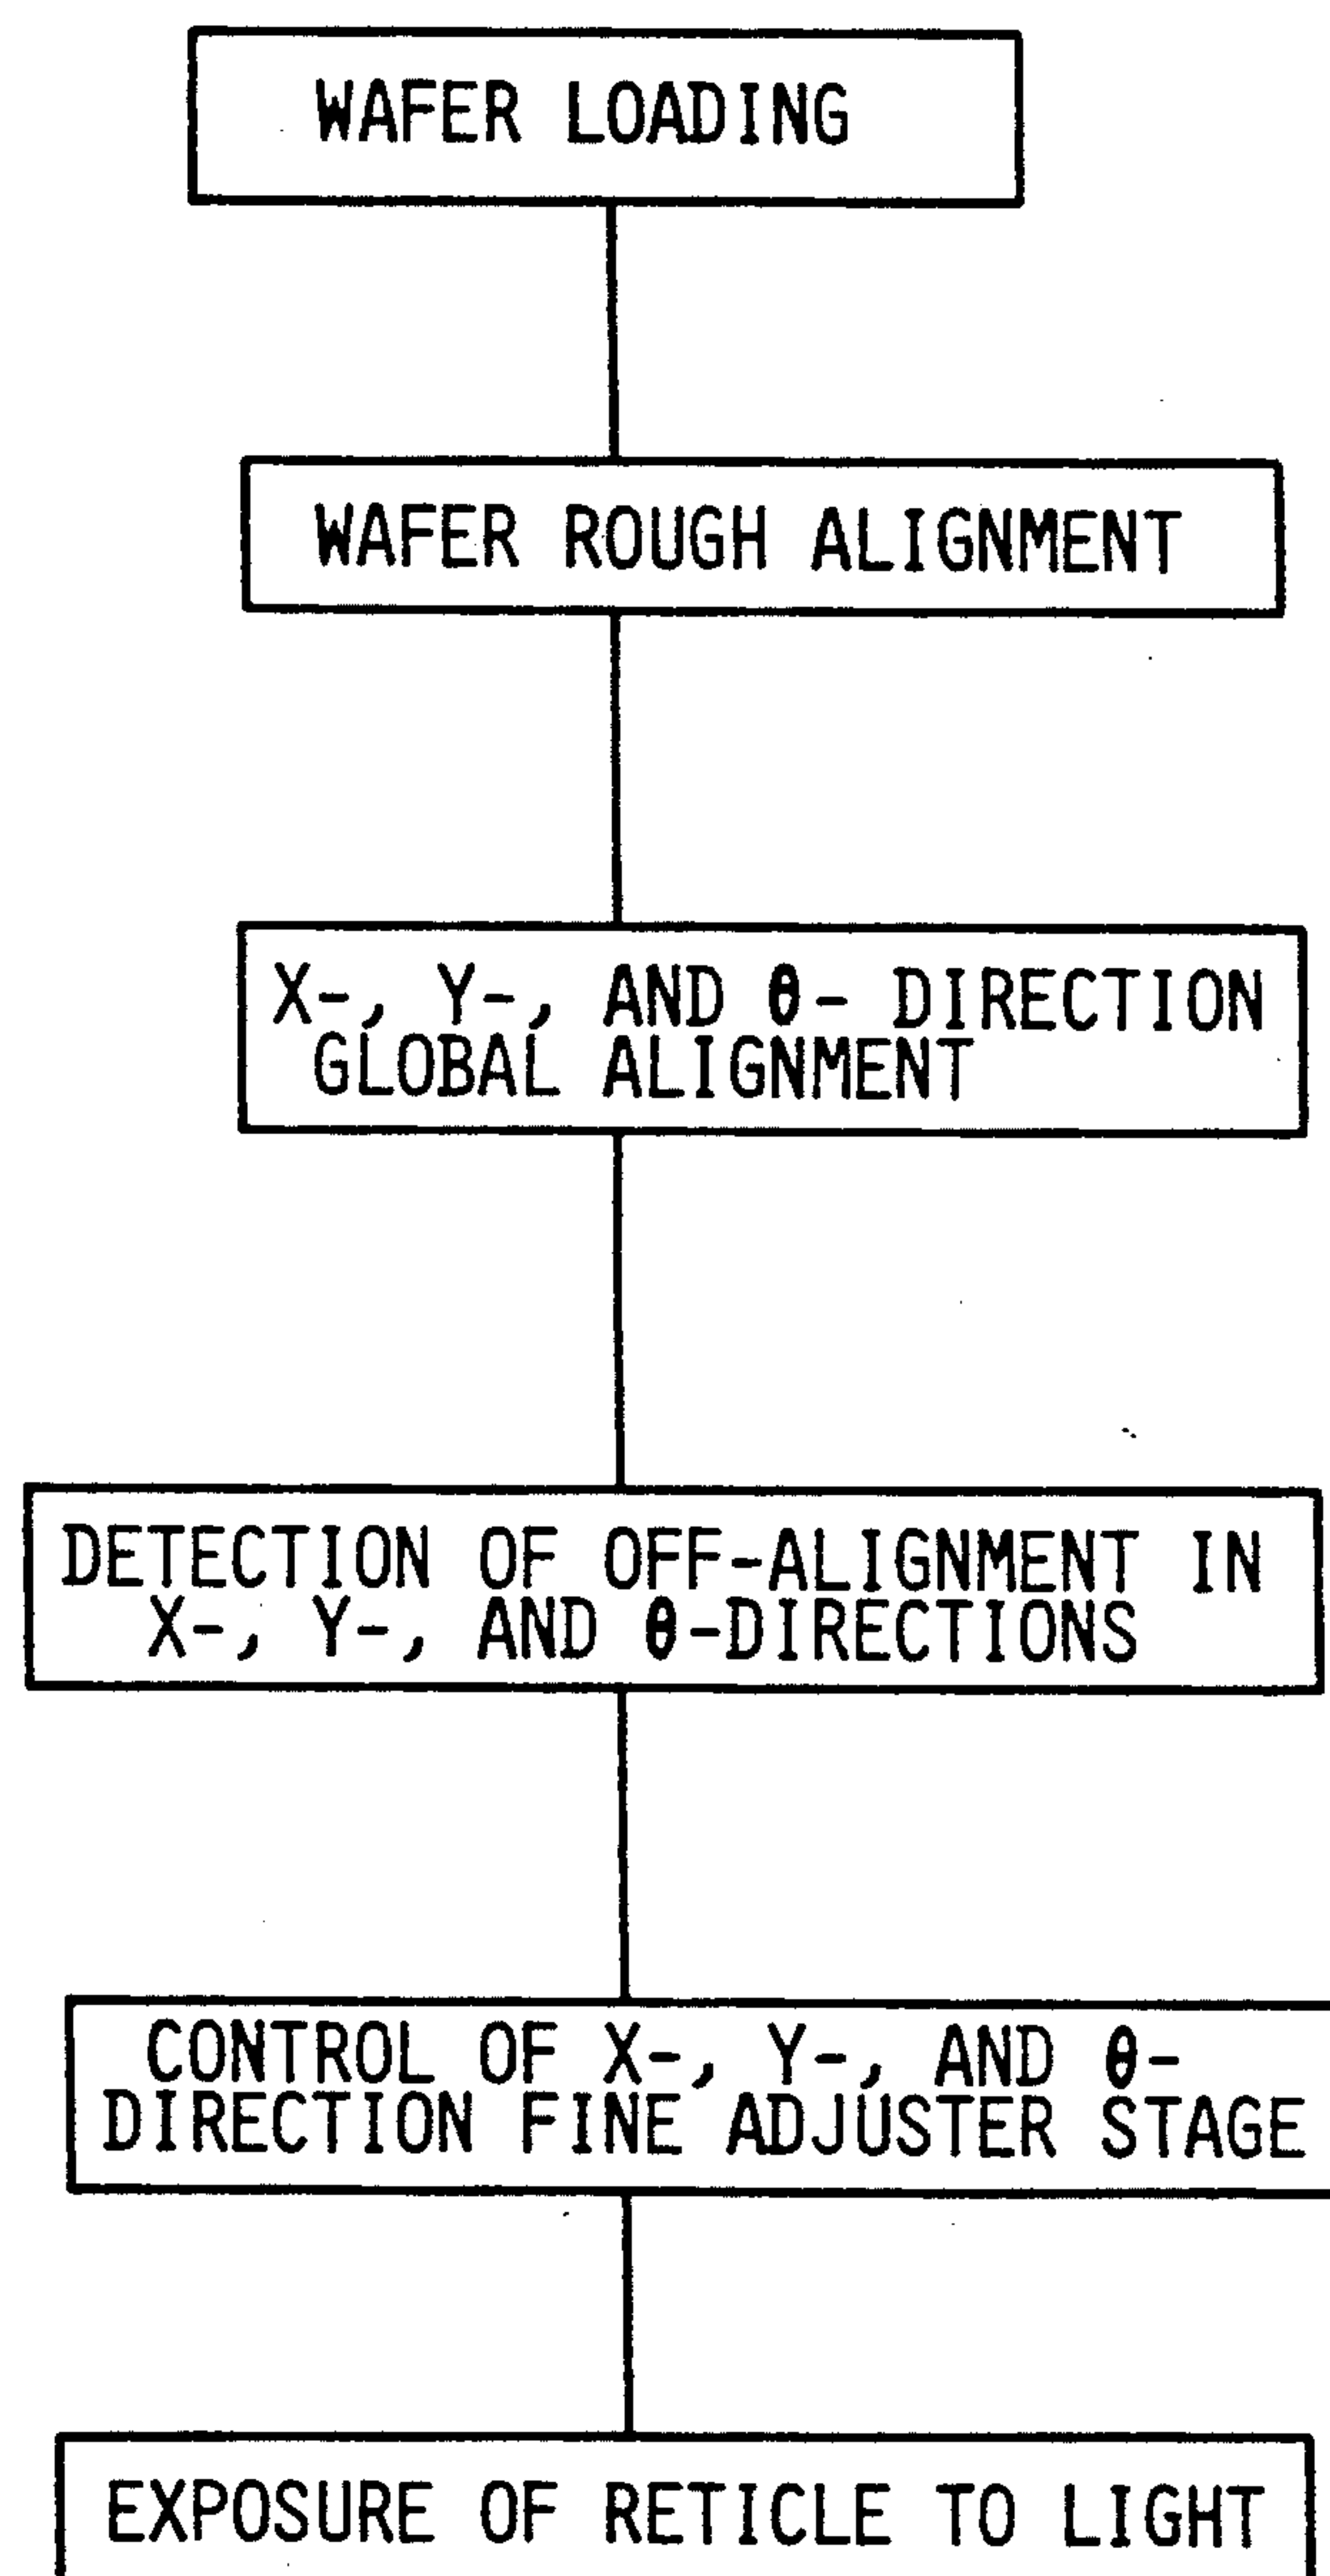 WAFER LOADING
WAFER ROUGH ALIGNMENT
X-, Y-, AND θ- DIRECTION
GLOBAL ALIGNMENT
DETECTION OF OFF-ALIGNMENT IN
X-, Y-, AND θ-DIRECTIONS
CONTROL OF X-, Y-, AND θ-
DIRECTION FINE ADJUSTER STAGE
EXPOSURE OF RETICLE TO LIGHT